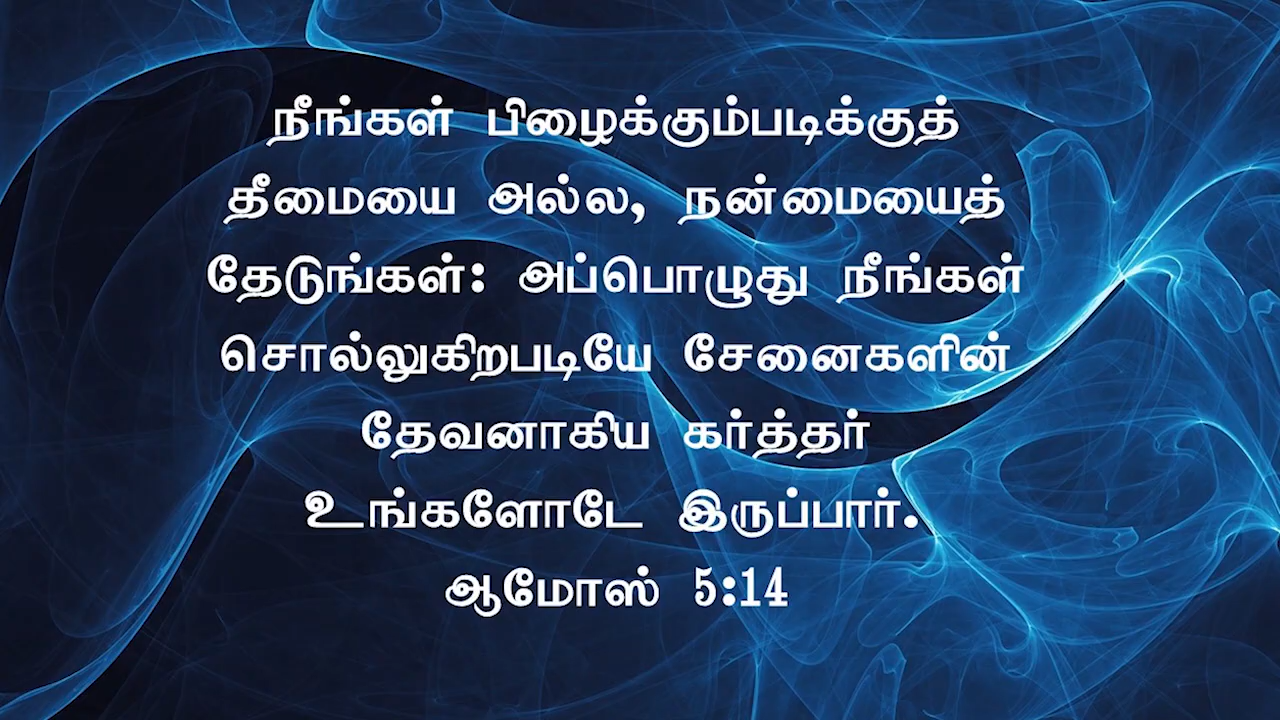 நீங்கள் பிழைக்கும்படிக்குத்
தீமையை அல்ல, நன்மையைத்
தேடுங்கள்: அப்பொழுது நீங்கள்
சொல்லுகிறபடியே சேனைகளின்
தேவனாகிய கர்த்தர்
உங்களோடே இருப்பார்.
ஆமோஸ் 5:14